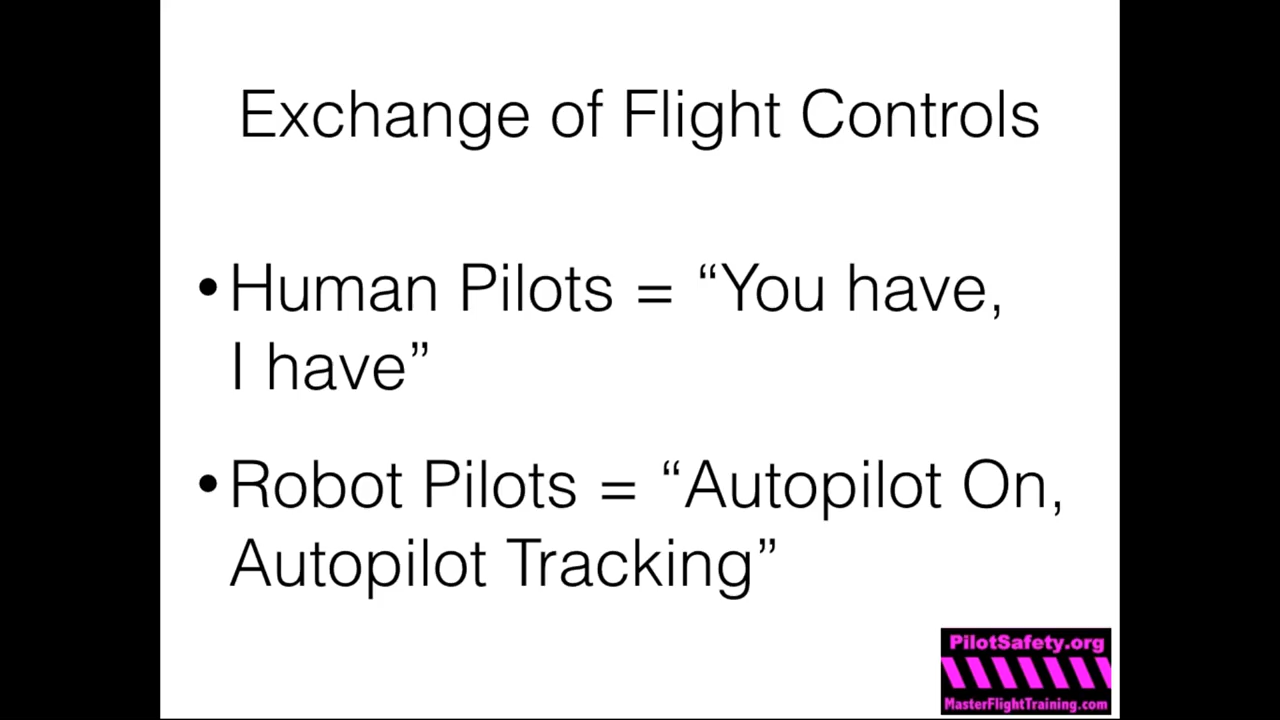 Exchange of Flight Controls
•Human Pilots = “You have,
I have”
•Robot Pilots = “Autopilot On,
Autopilot Tracking”
PilotSafety.org
MasterFlightTraining.com